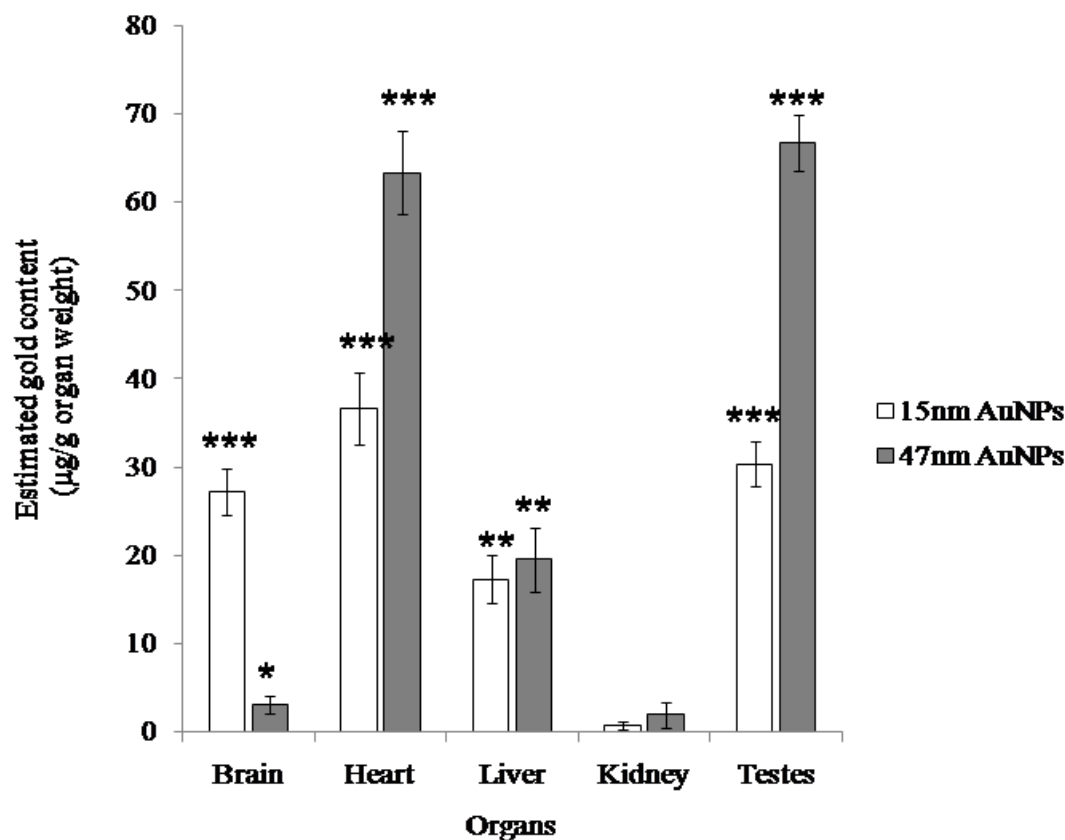 80
70
60
50
40
30
20
10
0
Estimated gold content
(µg/g organ weight)
***
*
***
***
**
**
***
***
Brain Heart Liver Kidney Testes
Organs
15nm AuNPs
47nm AuNPs